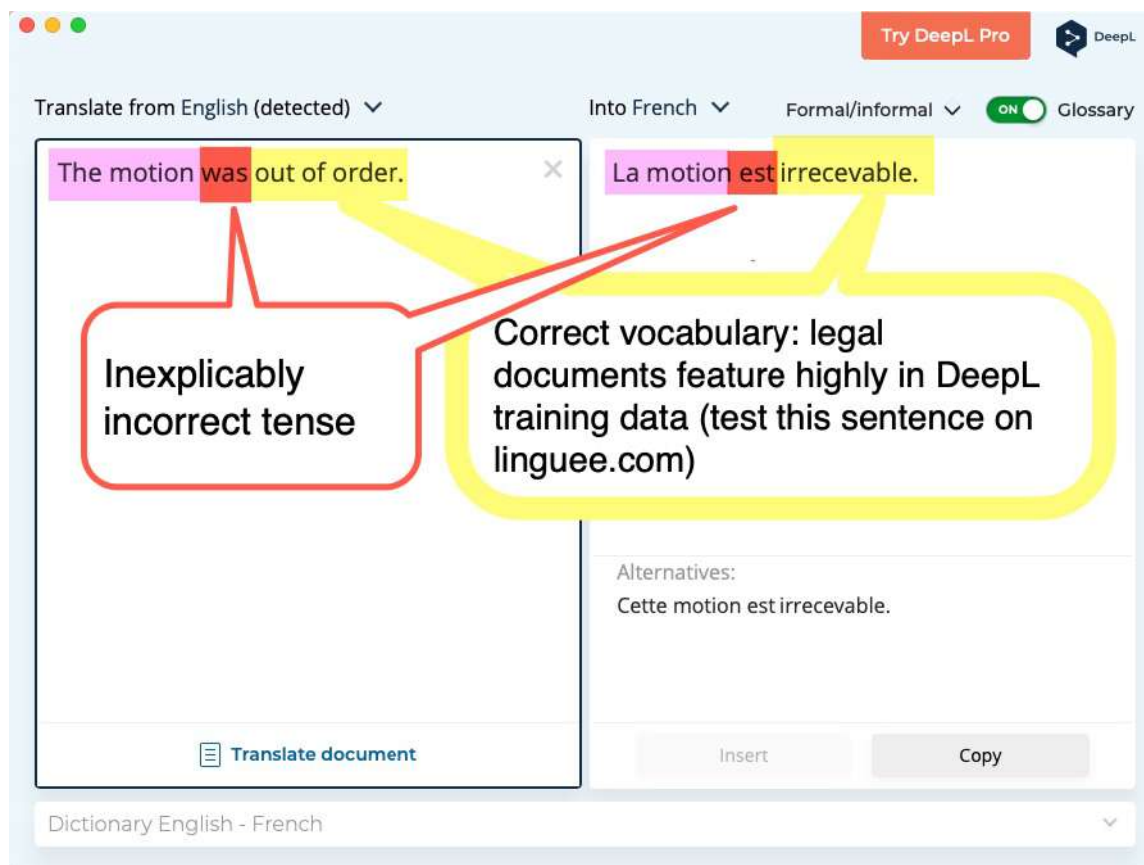 Try DeepL Pro
DeepL
Translate from English (detected)
Into French
Formal/informal
ON
Glossary
The motion was out of order.
La motion est irrecevable.
Inexplicably
incorrect tense
Correct vocabulary: legal
documents feature highly in DeepL
training data (test this sentence on
linguee.com)
Alternatives:
Cette motion est irrecevable.
Translate document
Insert
Copy
Dictionary English - French